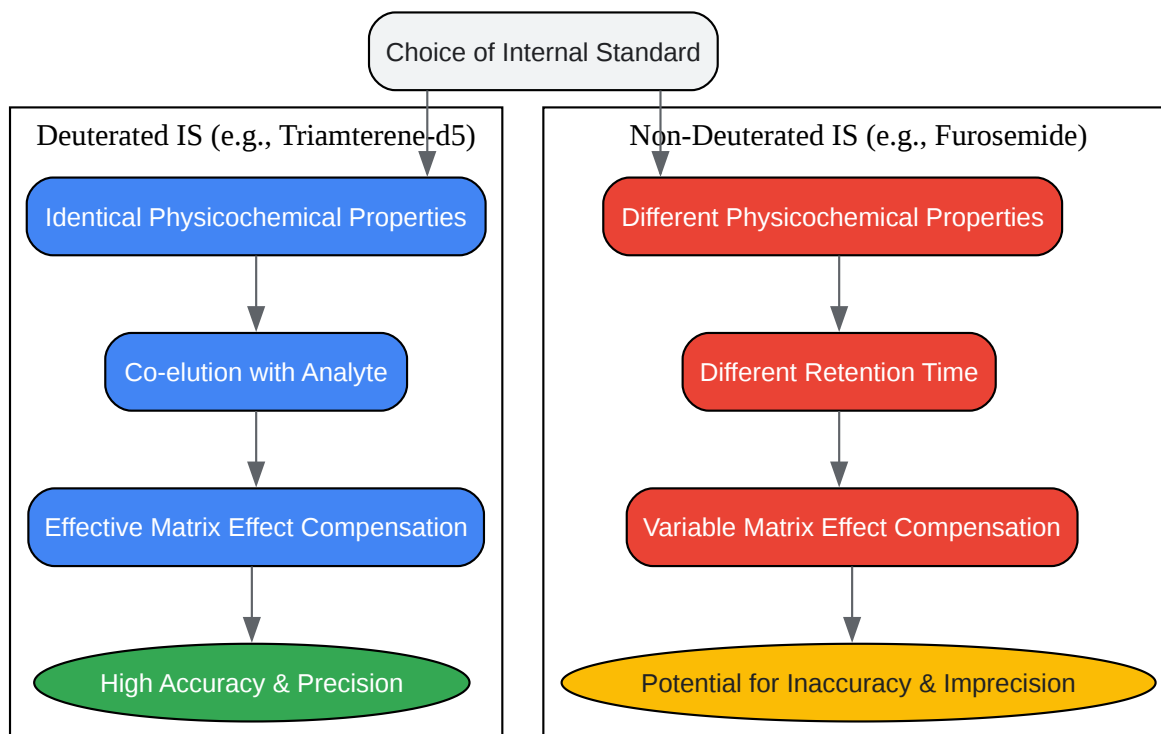 Choice of Internal Standard
Deuterated IS (e.g., Triamterene-d5)
Identical Physicochemical Properties
Co-elution with Analyte
Effective Matrix Effect Compensation
High Accuracy & Precision
Non-Deuterated IS (e.g., Furosemide)
Different Physicochemical Properties
Different Retention Time
Variable Matrix Effect Compensation
Potential for Inaccuracy & Imprecision